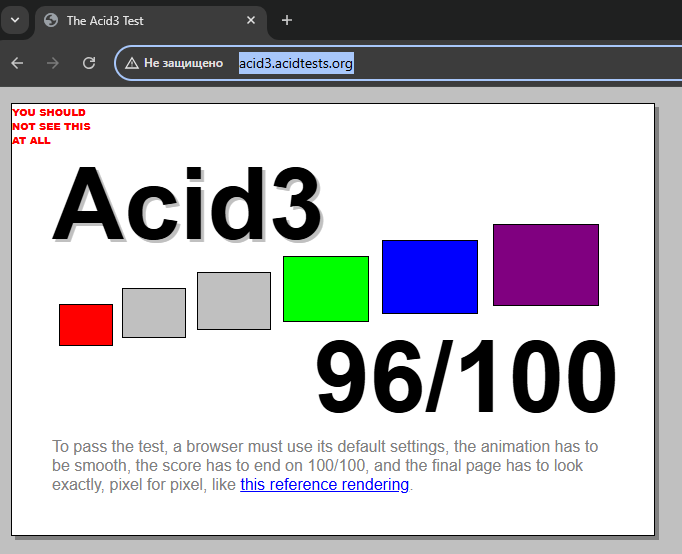 The Acid3 Test
Не защищено acid3.acidtests.org
YOU SHOULD
NOT SEE THIS
AT ALL
Acid3
96/100
To pass the test, a browser must use its default settings, the animation has to
be smooth, the score has to end on 100/100, and the final page has to look
exactly, pixel for pixel, like this reference rendering.